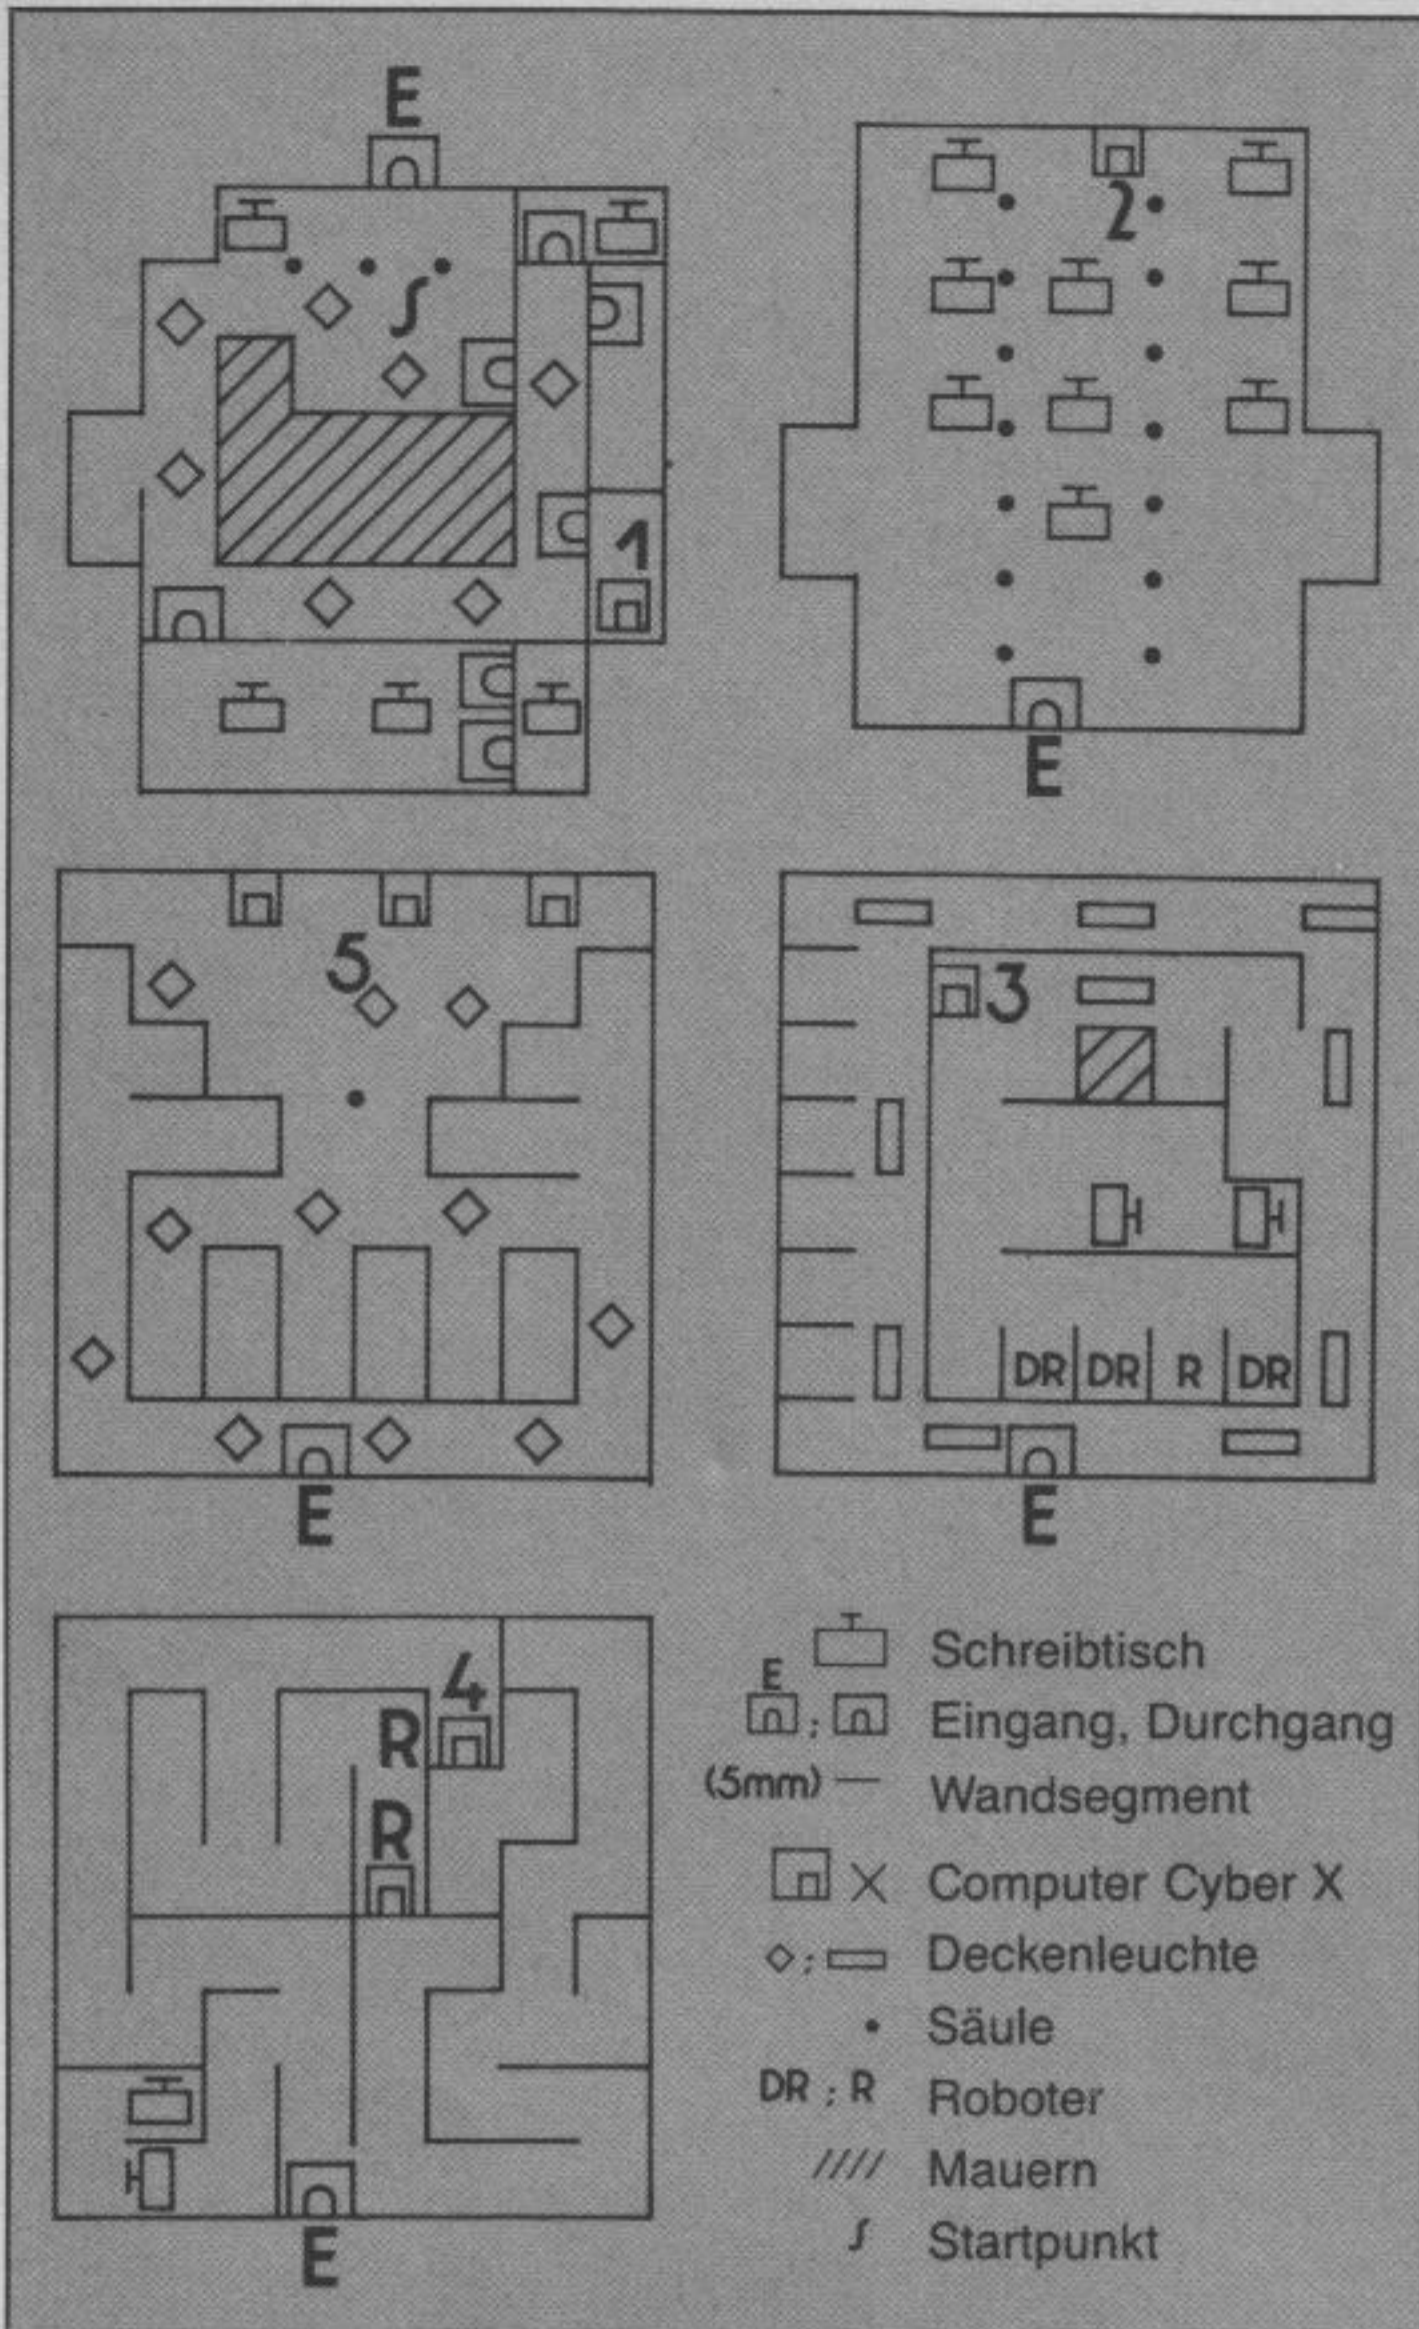 E
S
1
2
E
5
3
E
DR DR R DR
E
4
R
R
E
Schreibtisch
E
; Eingang, Durchgang
(5mm) — Wandsegment
X Computer Cyber X
; Deckenleuchte
Säule
DR ; R Roboter
//// Mauern
S Startpunkt